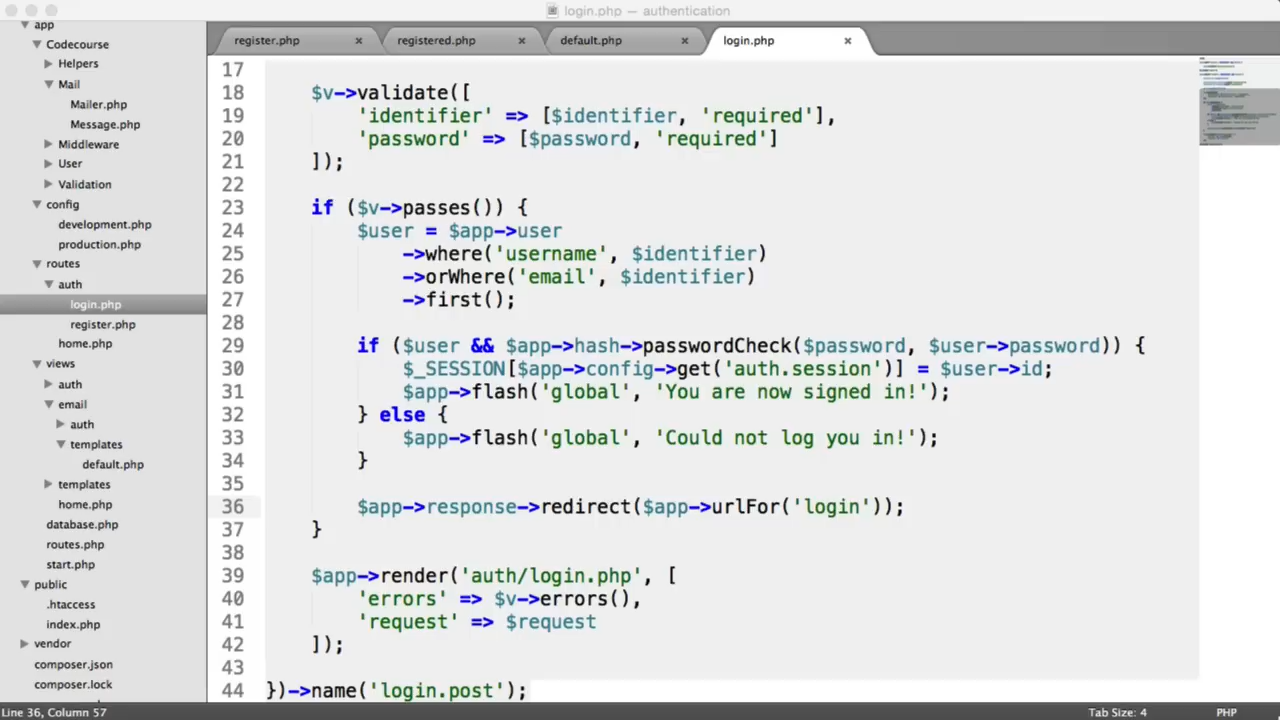 login.php — authentication
app
Codecourse
Helpers
Mail
Mailer.php
Message.php
Middleware
User
Validation
config
development.php
production.php
routes
auth
login.php
register.php
home.php
views
auth
email
auth
templates
default.php
templates
home.php
database.php
routes.php
start.php
public
.htaccess
index.php
vendor
composer.json
composer.lock
register.php × registered.php × default.php × login.php ×
17
18 $v->validate([
19 'identifier' => [$identifier, 'required'],
20 'password' => [$password, 'required']
21 ]);
22
23 if ($v->passes()) {
24 $user = $app->user
25 ->where('username', $identifier)
26 ->orWhere('email', $identifier)
27 ->first();
28
29 if ($user && $app->hash->passwordCheck($password, $user->password)) {
30 $_SESSION[$app->config->get('auth.session')] = $user->id;
31 $app->flash('global', 'You are now signed in!');
32 } else {
33 $app->flash('global', 'Could not log you in!');
34 }
35
36 $app->response->redirect($app->urlFor('login'));
37 }
38
39 $app->render('auth/login.php', [
40 'errors' => $v->errors(),
41 'request' => $request
42 ]);
43
44 })->name('login.post');
Line 36, Column 57
Tab Size: 4
PHP